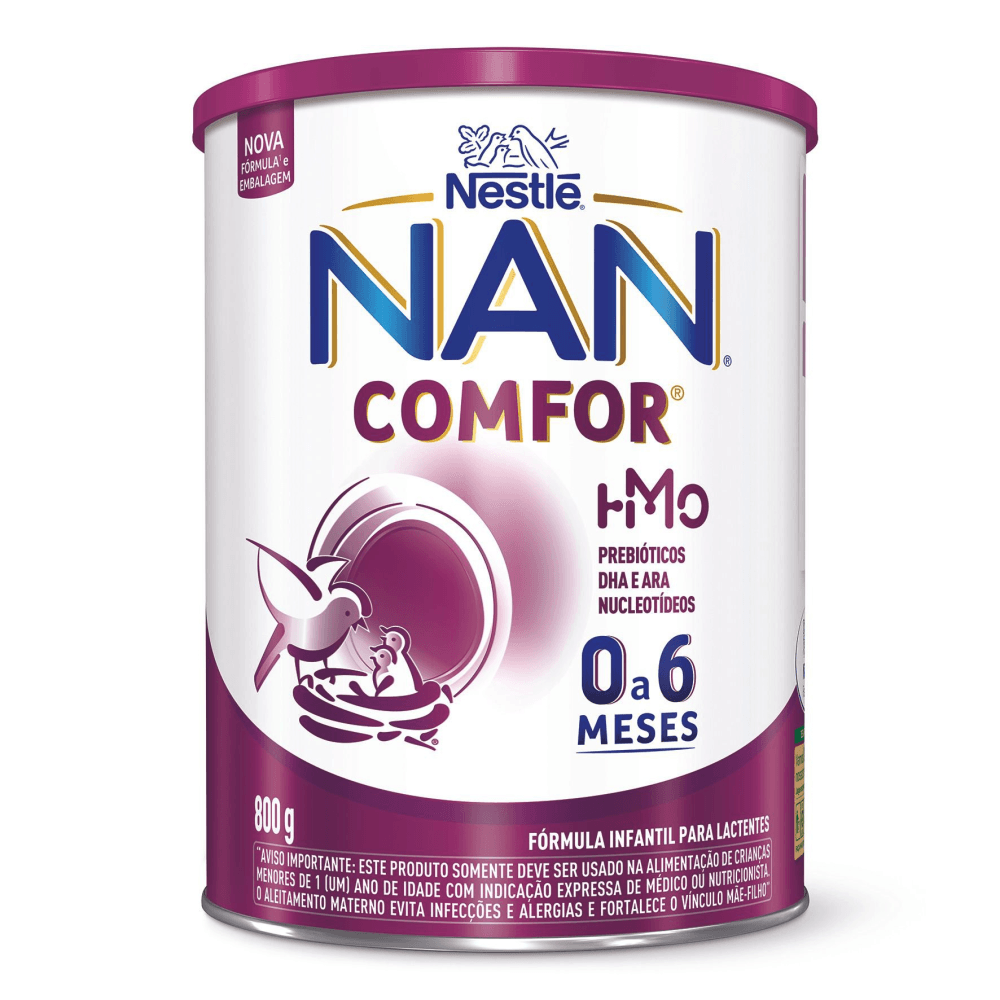 NOVA
FÓRMULA¹ e
EMBALAGEM
Nestlé®
NAN®
COMFOR®
HMO
PREBIÓTICOS
DHA E ARA
NUCLEOTÍDEOS
0 a 6
MESES
800 g
FÓRMULA INFANTIL PARA LACTENTES
"AVISO IMPORTANTE: ESTE PRODUTO SOMENTE DEVE SER USADO NA ALIMENTAÇÃO DE CRIANÇAS
MENORES DE 1 (UM) ANO DE IDADE COM INDICAÇÃO EXPRESSA DE MÉDICO OU NUTRICIONISTA.
O ALEITAMENTO MATERNO EVITA INFECÇÕES E ALERGIAS E FORTALECE O VÍNCULO MÃE-FILHO"